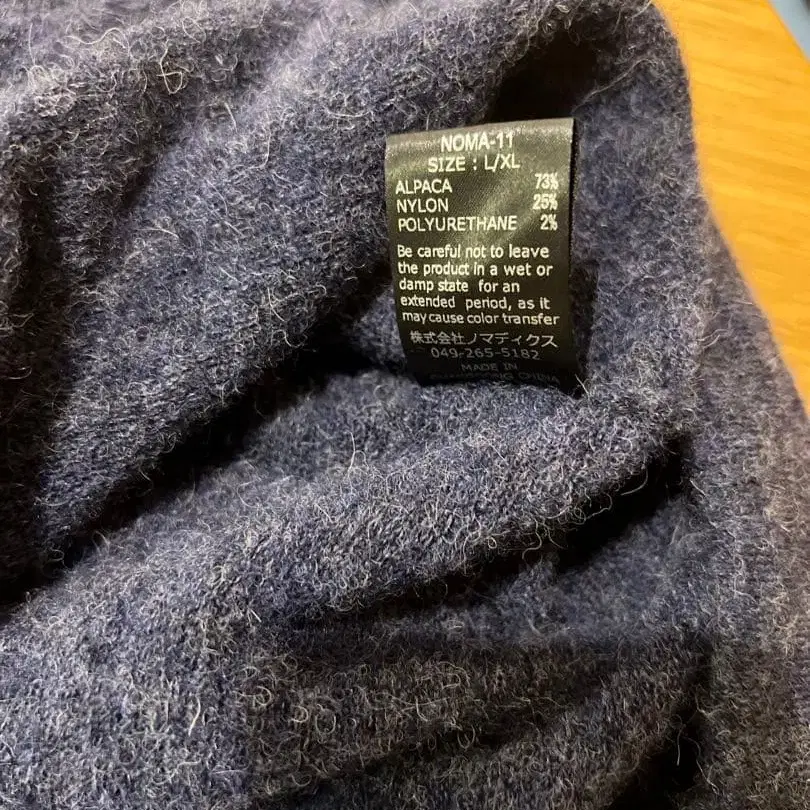 NOMA-11
SIZE : L/XL
ALPACA 73%
NYLON 25%
POLYURETHANE 2%
Be careful not to leave
the product in a wet or
damp state for an
extended period, as it
may cause color transfer
株式会社ノマディクス
049-265-5182
MADE IN
CHINA